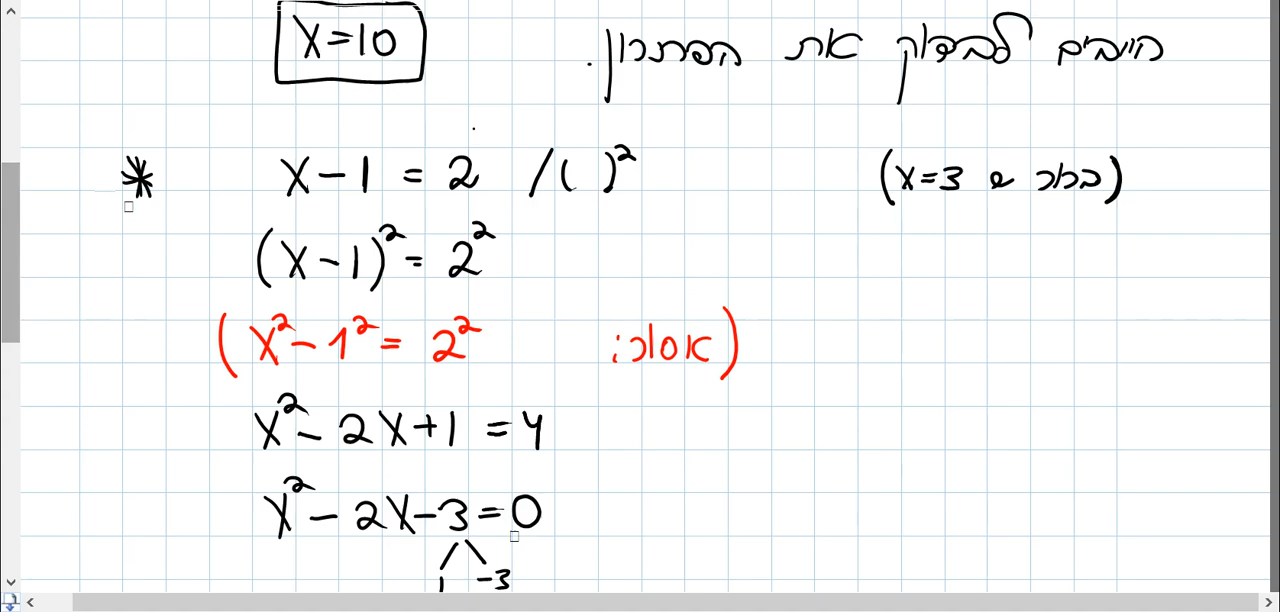 חייבים לבדוק את הפתרון. X=10
* X-1 = 2 /( )² (ברור ש X=3)
(X-1)² = 2²
(אסור: X²-1² = 2²)
X²-2X+1 = 4
X²-2X-3=0
1 -3